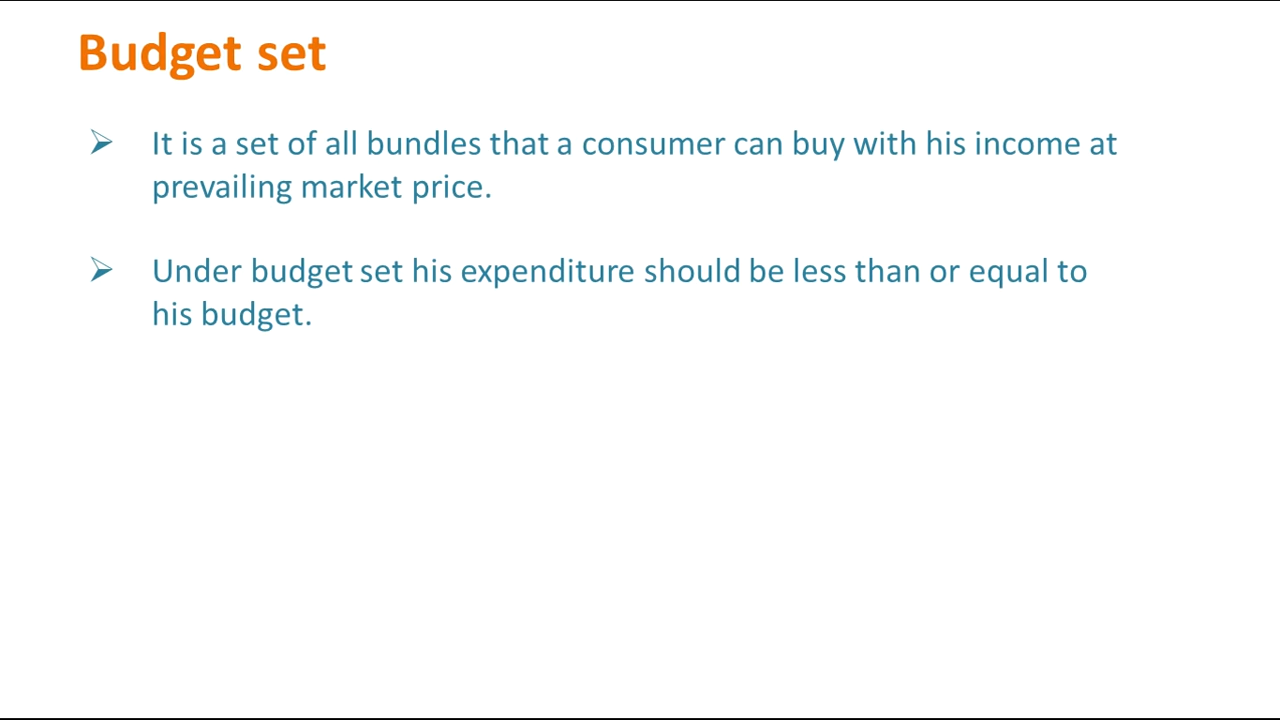 Budget set
➢ It is a set of all bundles that a consumer can buy with his income at
prevailing market price.
➢ Under budget set his expenditure should be less than or equal to
his budget.